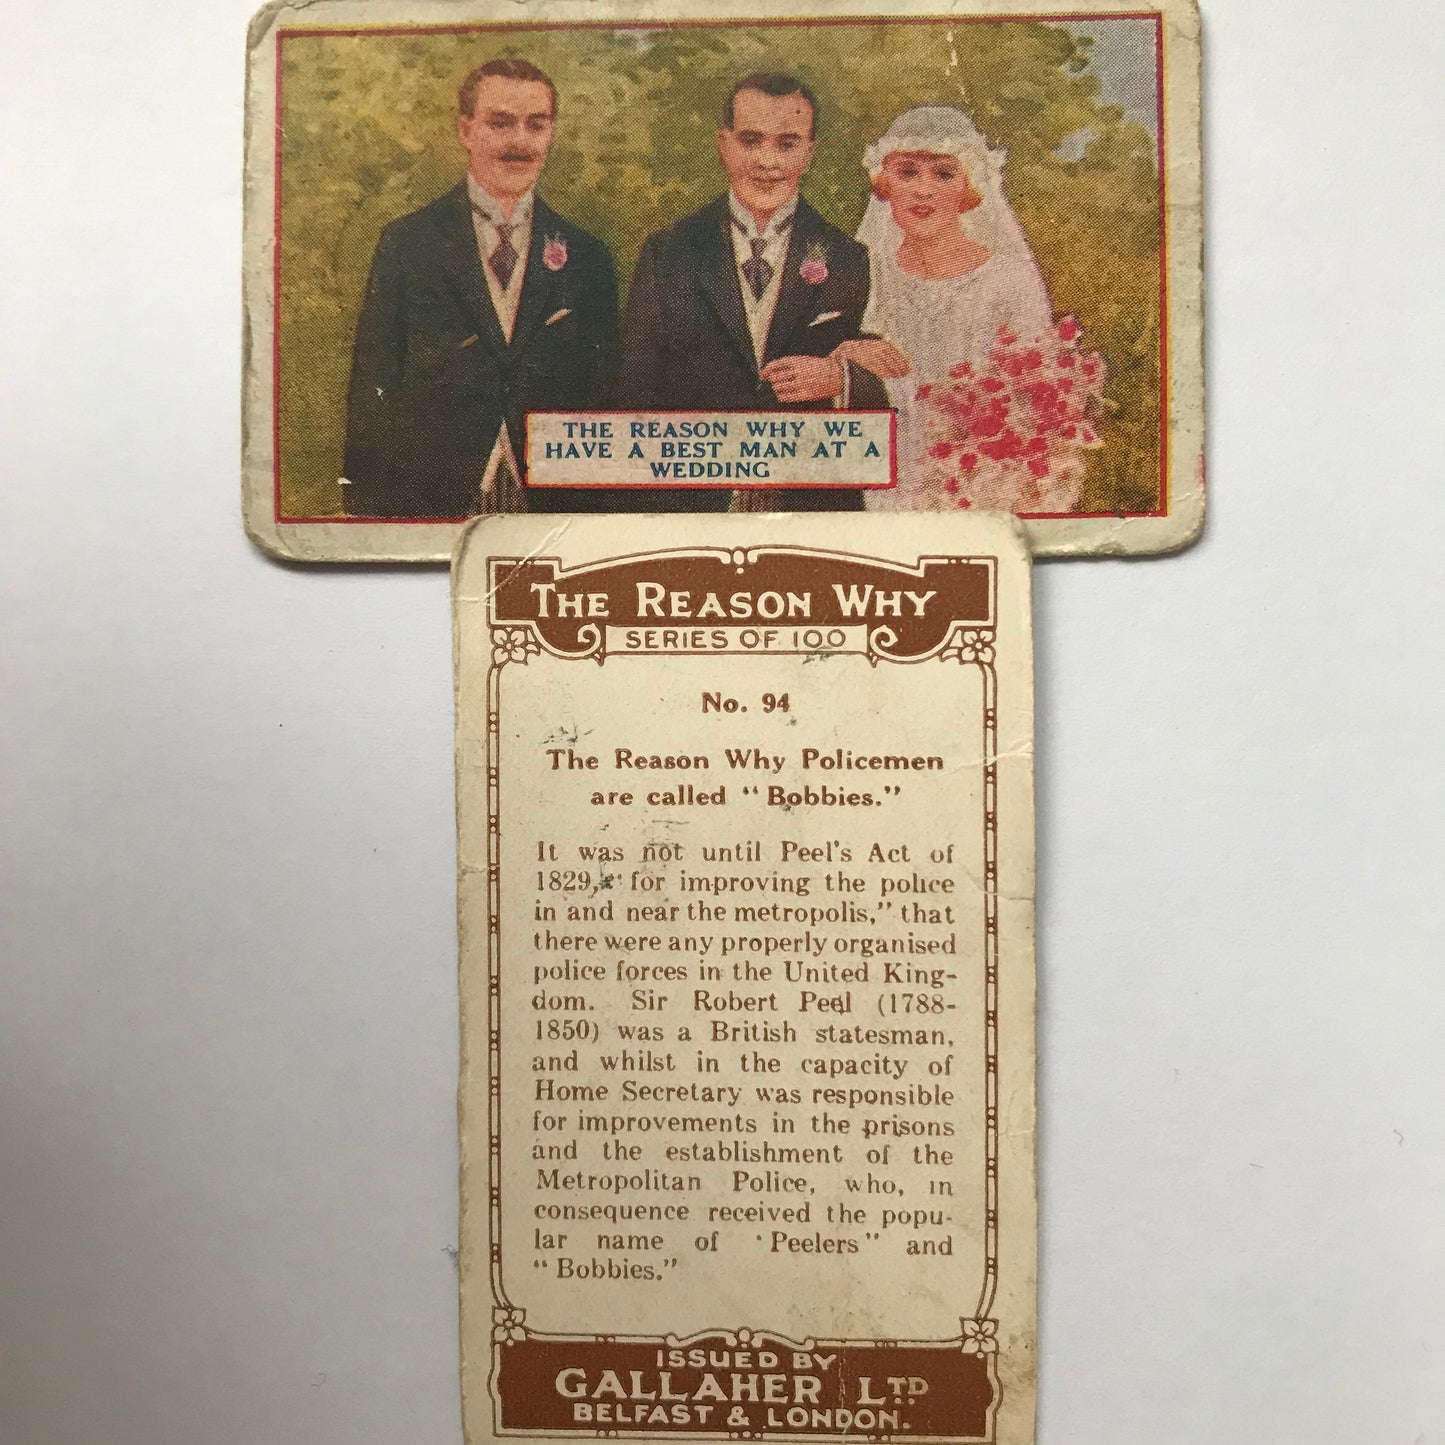 THE REASON WHY WE
HAVE A BEST MAN AT A
WEDDING
THE REASON WHY
SERIES OF 100
No. 94
The Reason Why Policemen
are called "Bobbies."
It was not until Peel's Act of
1829, " for improving the police
in and near the metropolis," that
there were any properly organised
police forces in the United King-
dom. Sir Robert Peel (1788-
1850) was a British statesman,
and whilst in the capacity of
Home Secretary was responsible
for improvements in the prisons
and the establishment of the
Metropolitan Police, who, in
consequence received the popu-
lar name of 'Peelers" and
"Bobbies."
ISSUED BY
GALLAHER LTD
BELFAST & LONDON.